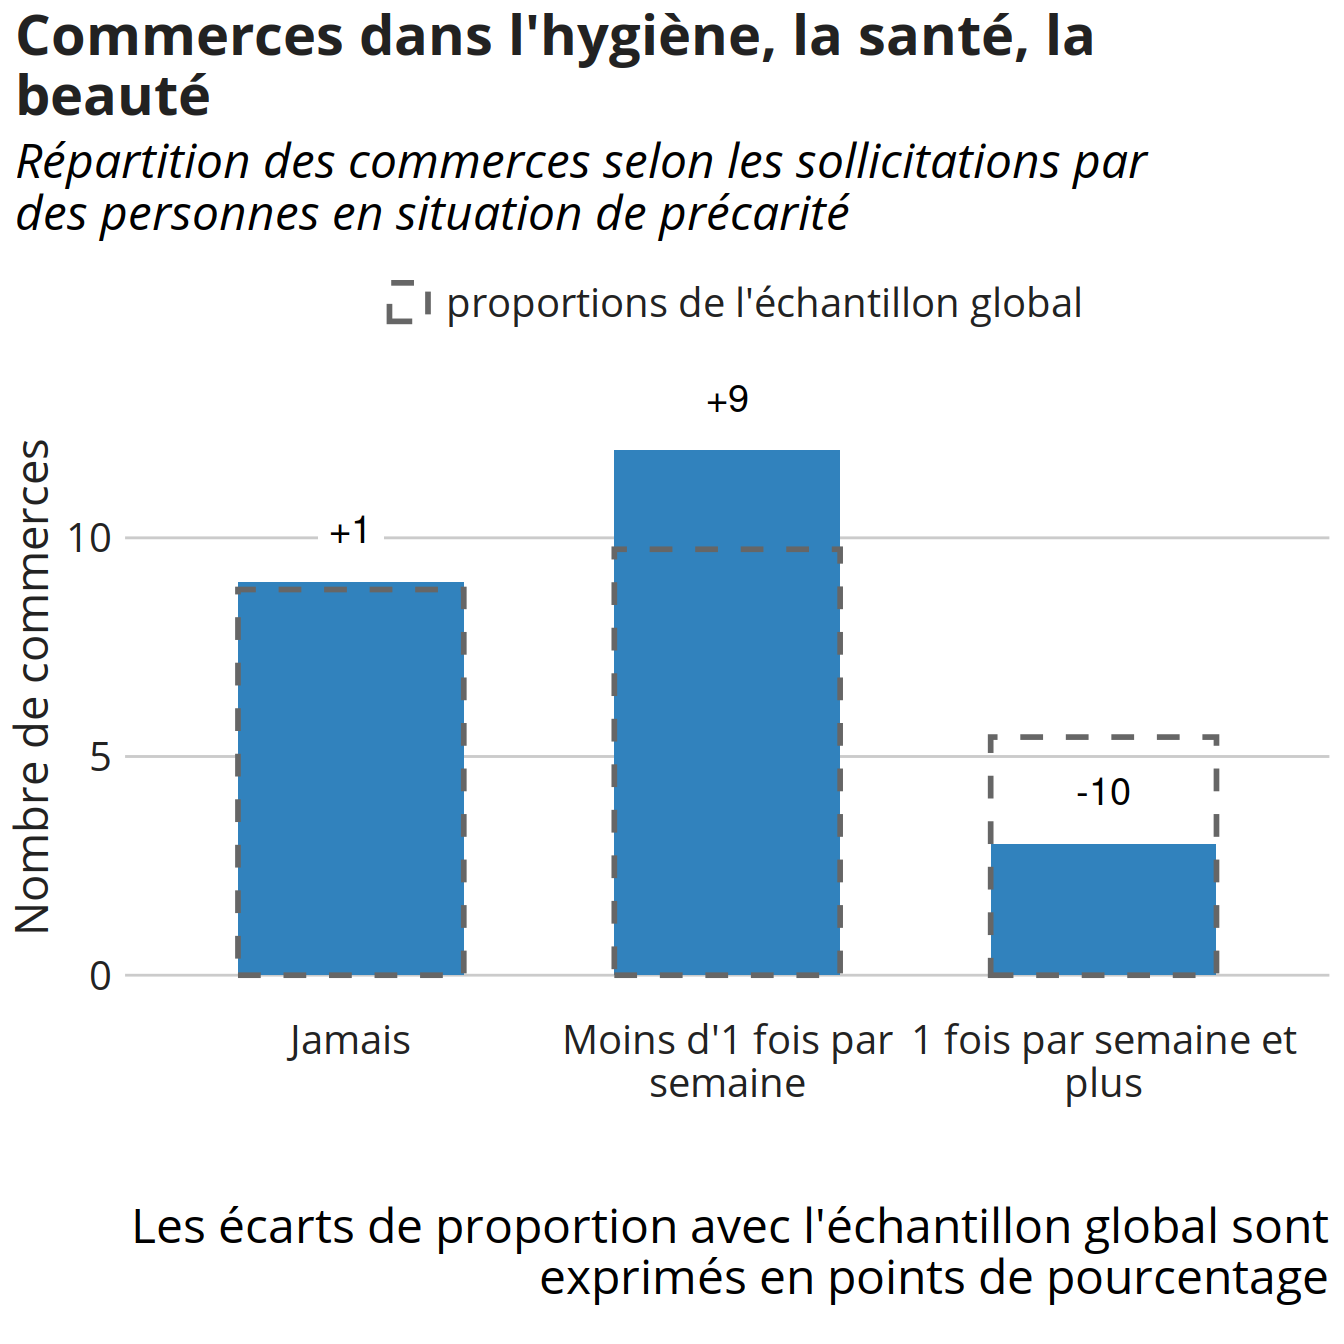 Commerces dans l'hygiène, la santé, la
beauté
Répartition des commerces selon les sollicitations par
des personnes en situation de précarité
proportions de l'échantillon global
Nombre de commerces
10
5
0
+1
+9
-10
Jamais
Moins d'1 fois par
semaine
1 fois par semaine et
plus
Les écarts de proportion avec l'échantillon global sont
exprimés en points de pourcentage